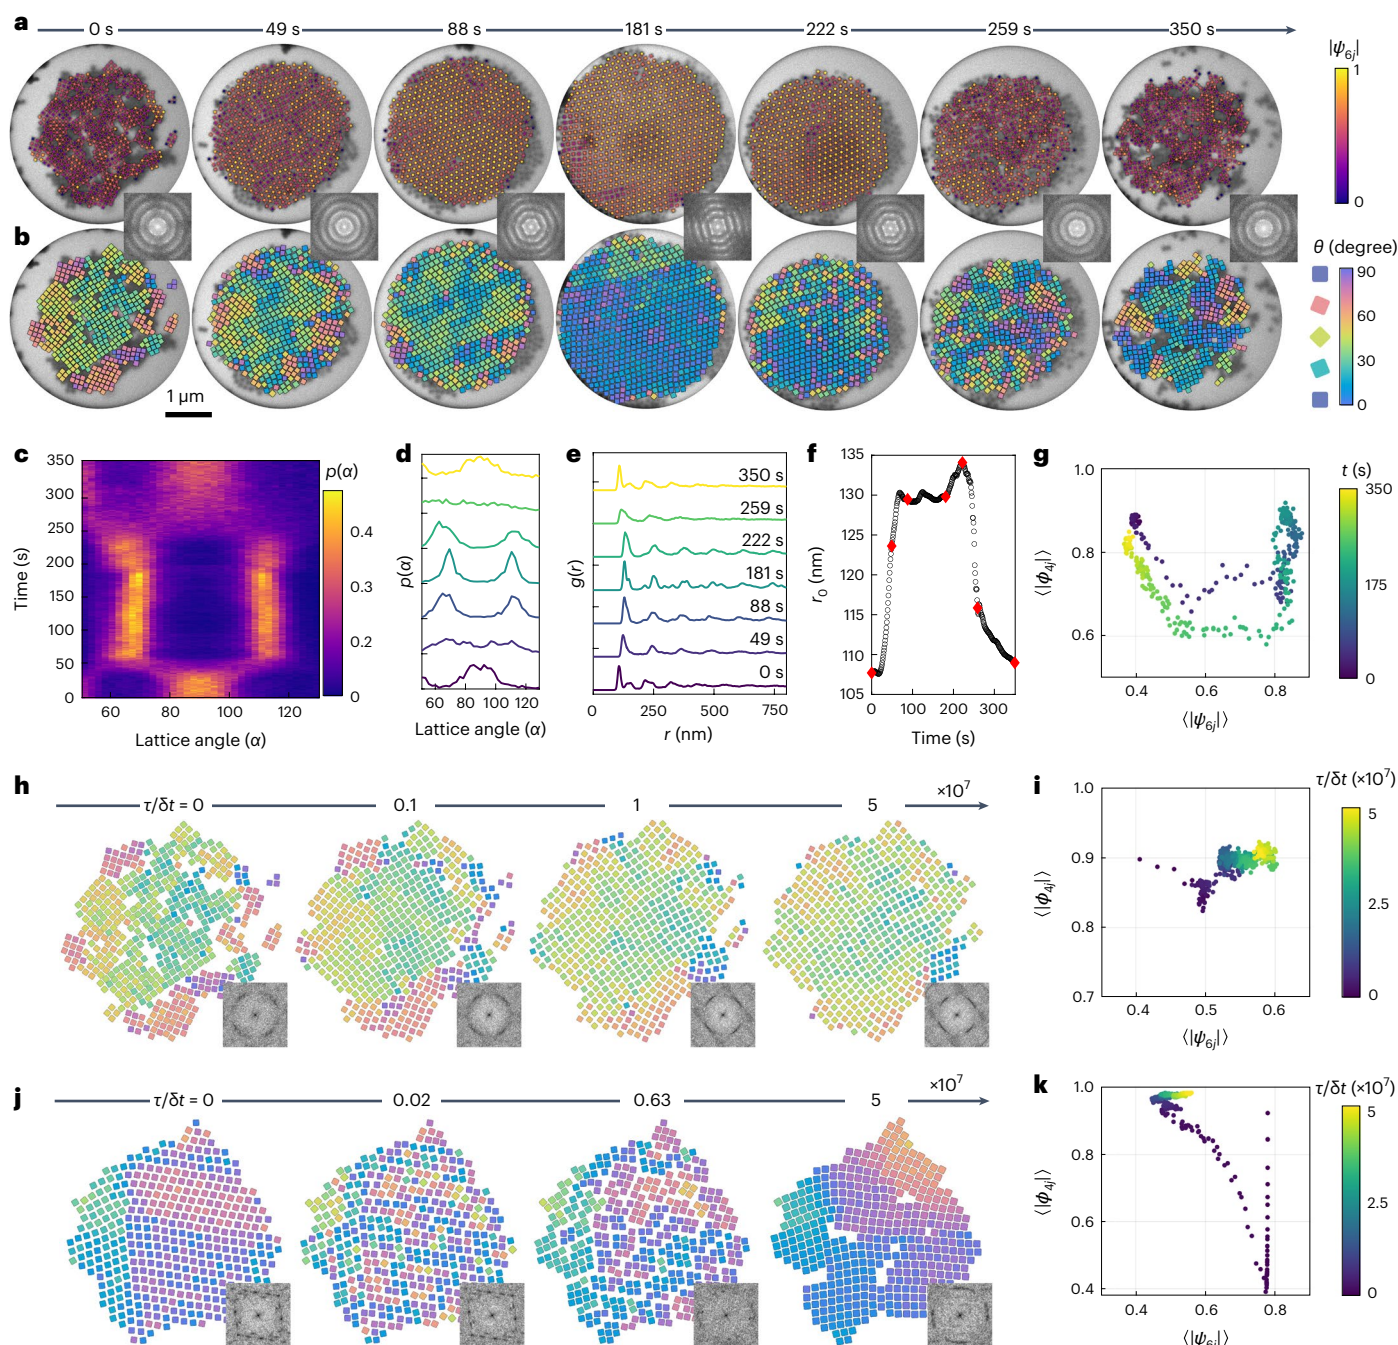 a
0 s 49 s 88 s 181 s 222 s 259 s 350 s
|ψ6j|
1
0
b
θ (degree)
90
60
30
0
1 µm
c
350
300
250
200
150
100
50
0
Time (s)
60 80 100 120
Lattice angle (α)
p(α)
0.4
0.3
0.2
0
d
p(α)
60 80 100 120
Lattice angle (α)
e
g(r)
350 s
259 s
222 s
181 s
88 s
49 s
0 s
0 250 500 750
r (nm)
f
135
130
125
120
115
110
105
r0 (nm)
0 100 200 300
Time (s)
g
1.0
0.8
0.6
⟨|ϕ4j|⟩
0.4 0.6 0.8
⟨|ψ6j|⟩
t (s)
350
175
0
h
τ/δt = 0 0.1 1 5 ×10⁷
i
1.0
0.9
0.8
0.7
⟨|ϕ4j|⟩
0.4 0.5 0.6
⟨|ψ6j|⟩
τ/δt (×10⁷)
5
2.5
0
j
τ/δt = 0 0.02 0.63 5 ×10⁷
k
1.0
0.8
0.6
0.4
⟨|ϕ4j|⟩
0.4 0.6 0.8
⟨|ψ6j|⟩
τ/δt (×10⁷)
5
2.5
0